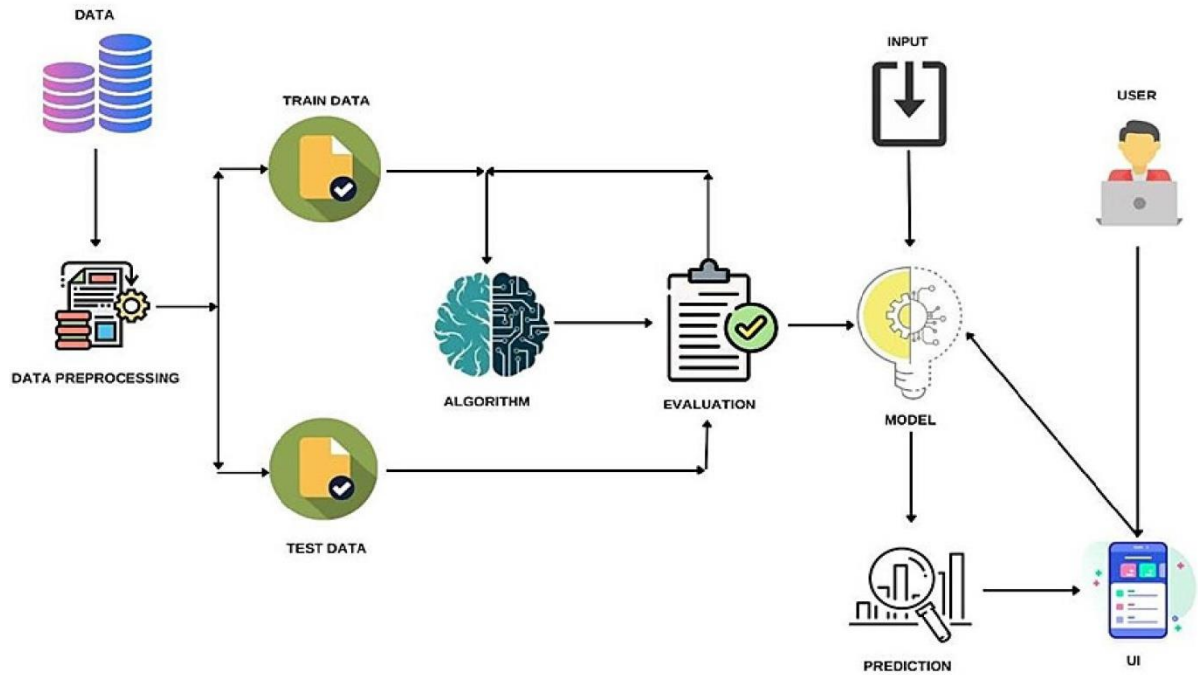 DATA
INPUT
TRAIN DATA
USER
DATA PREPROCESSING
ALGORITHM
EVALUATION
MODEL
TEST DATA
PREDICTION
UI